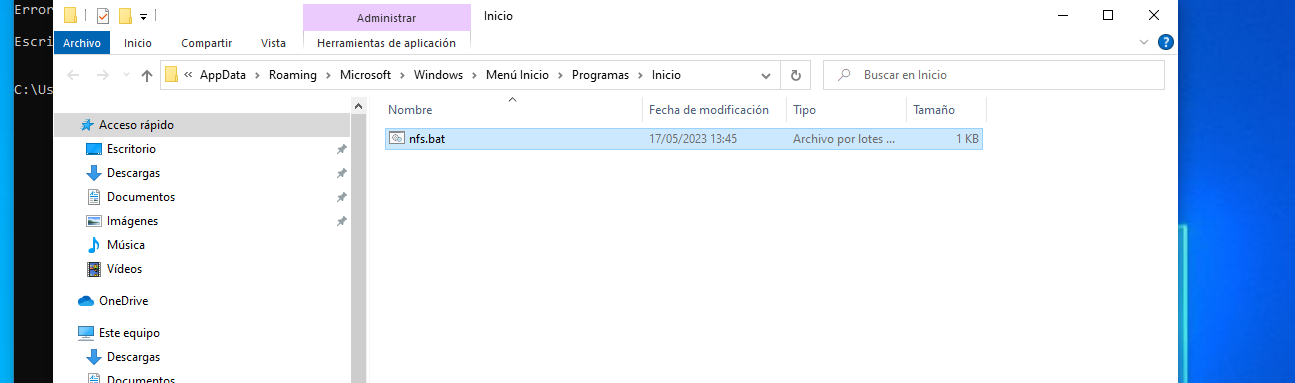 Error
Administrar
Inicio
Escri
Archivo Inicio Compartir Vista Herramientas de aplicación
« AppData > Roaming > Microsoft > Windows > Menú Inicio > Programas > Inicio
Buscar en Inicio
C:\Us
Nombre Fecha de modificación Tipo Tamaño
nfs.bat 17/05/2023 13:45 Archivo por lotes ... 1 KB
Acceso rápido
Escritorio
Descargas
Documentos
Imágenes
Música
Vídeos
OneDrive
Este equipo
Descargas
Documentos